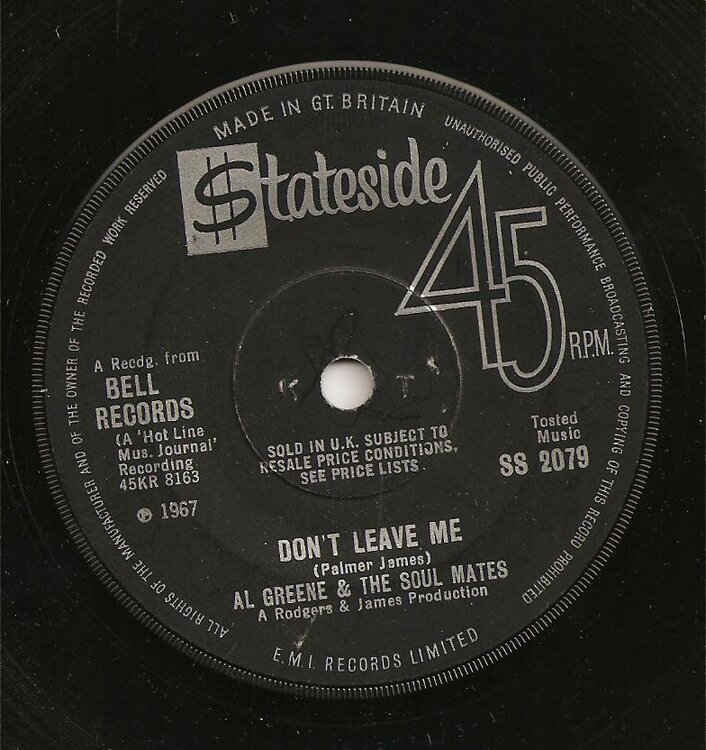 MADE IN GT. BRITAIN
UNAUTHORISED PUBLIC PERFORMANCE BROADCASTING AND COPYING OF THIS RECORD PROHIBITED
ALL RIGHTS OF THE MANUFACTURER AND OF THE OWNER OF THE RECORDED WORK RESERVED
$tateside
45
R.P.M.
A Recdg. from
BELL
RECORDS
(A 'Hot Line
Mus. Journal'
Recording
45KR 8163
℗ 1967
K T
SOLD IN U.K. SUBJECT TO
RESALE PRICE CONDITIONS,
SEE PRICE LISTS
Tosted
Music
SS 2079
DON'T LEAVE ME
(Palmer James)
AL GREENE & THE SOUL MATES
A Rodgers & James Production
E.M.I. RECORDS LIMITED